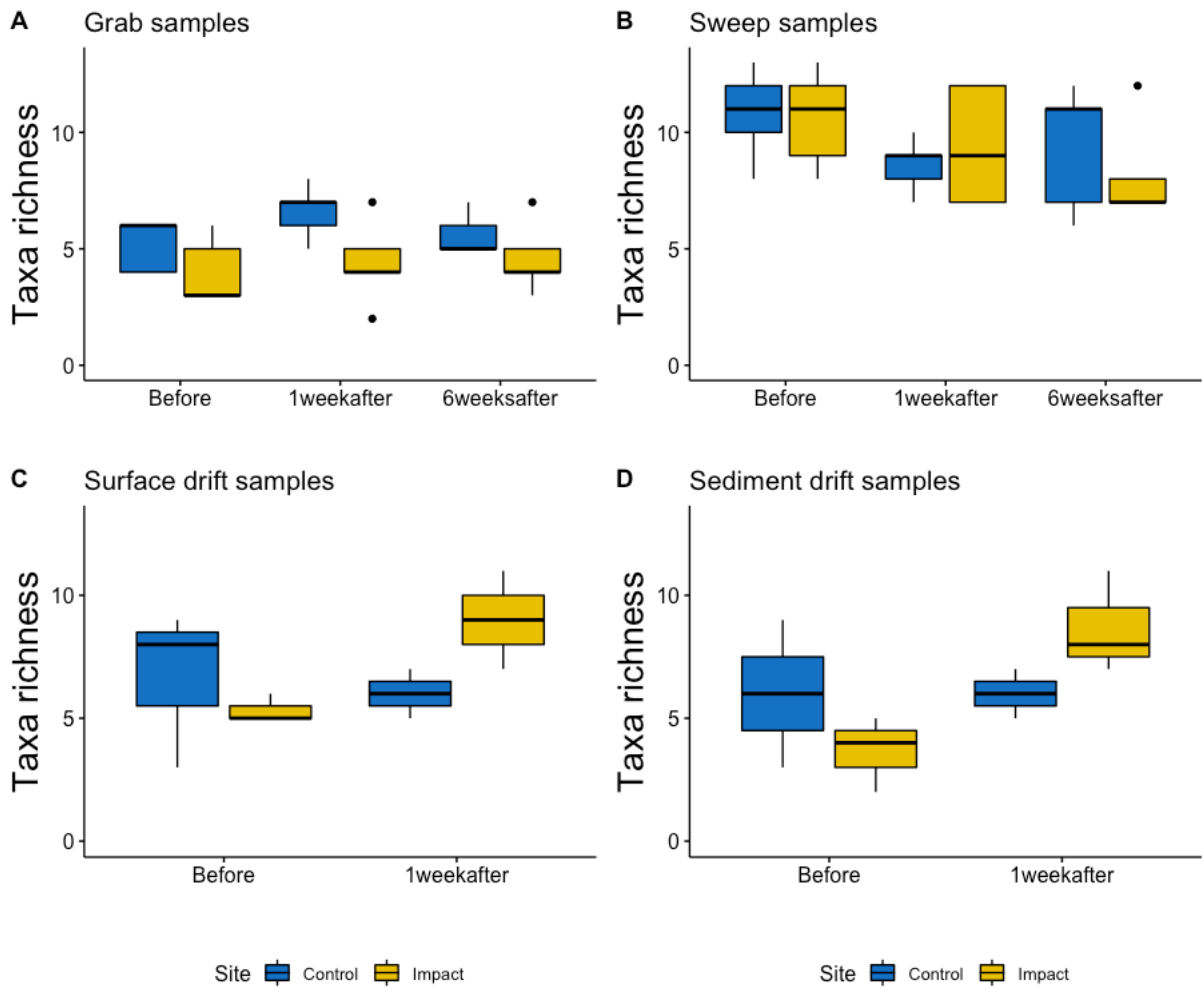 A Grab samples
Taxa richness
10
5
0
Before 1weekafter 6weeksafter
B Sweep samples
Taxa richness
10
5
0
Before 1weekafter 6weeksafter
C Surface drift samples
Taxa richness
10
5
0
Before 1weekafter
D Sediment drift samples
Taxa richness
10
5
0
Before 1weekafter
Site Control Impact
Site Control Impact